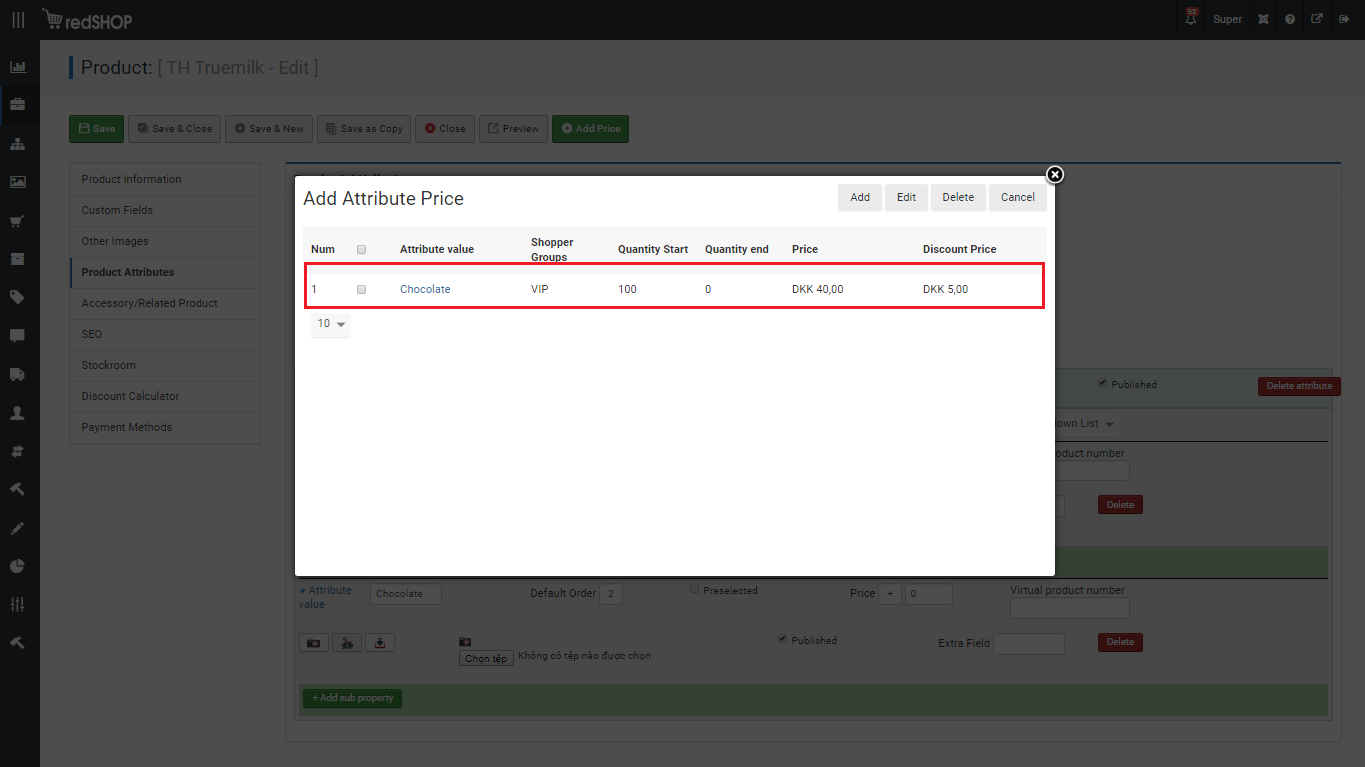 redSHOP
52
Super
Product: [ TH Truemilk - Edit ]
Save
Save & Close
Save & New
Save as Copy
Close
Preview
Add Price
Product Information
Custom Fields
Other Images
Product Attributes
Accessory/Related Product
SEO
Stockroom
Discount Calculator
Payment Methods
Add Attribute Price
Add
Edit
Delete
Cancel
Num Attribute value Shopper Groups Quantity Start Quantity end Price Discount Price
1 Chocolate VIP 100 0 DKK 40,00 DKK 5,00
10
Published
Delete attribute
own List
oduct number
Delete
Attribute value
Chocolate
Default Order 2
Preselected
Price + 0
Virtual product number
Chọn tệp Không có tệp nào được chọn
Published
Extra Field
Delete
+ Add sub property